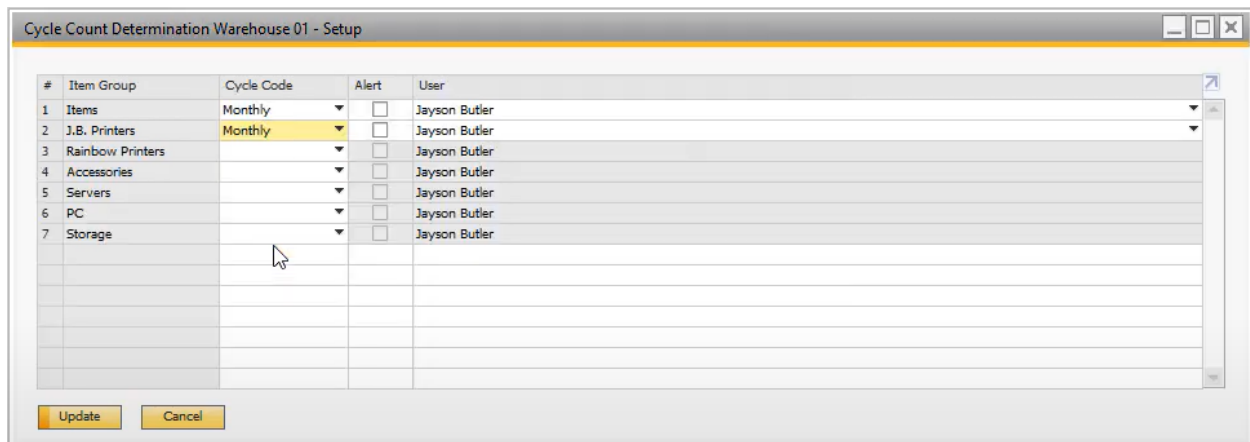 Cycle Count Determination Warehouse 01 - Setup
# Item Group Cycle Code Alert User
1 Items Monthly Jayson Butler
2 J.B. Printers Monthly Jayson Butler
3 Rainbow Printers Jayson Butler
4 Accessories Jayson Butler
5 Servers Jayson Butler
6 PC Jayson Butler
7 Storage Jayson Butler
Update Cancel